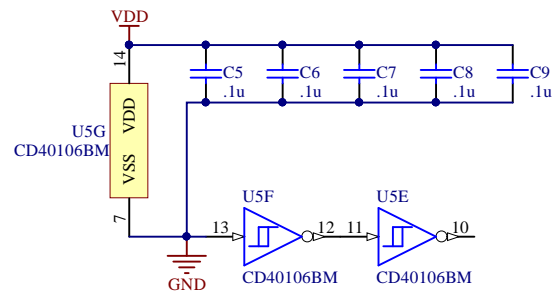 VDD
14
C5
C6
C7
C8
C9
.1u
.1u
.1u
.1u
.1u
U5G
CD40106BM
VDD
VSS
7
U5F
U5E
13
12
11
10
CD40106BM
CD40106BM
GND